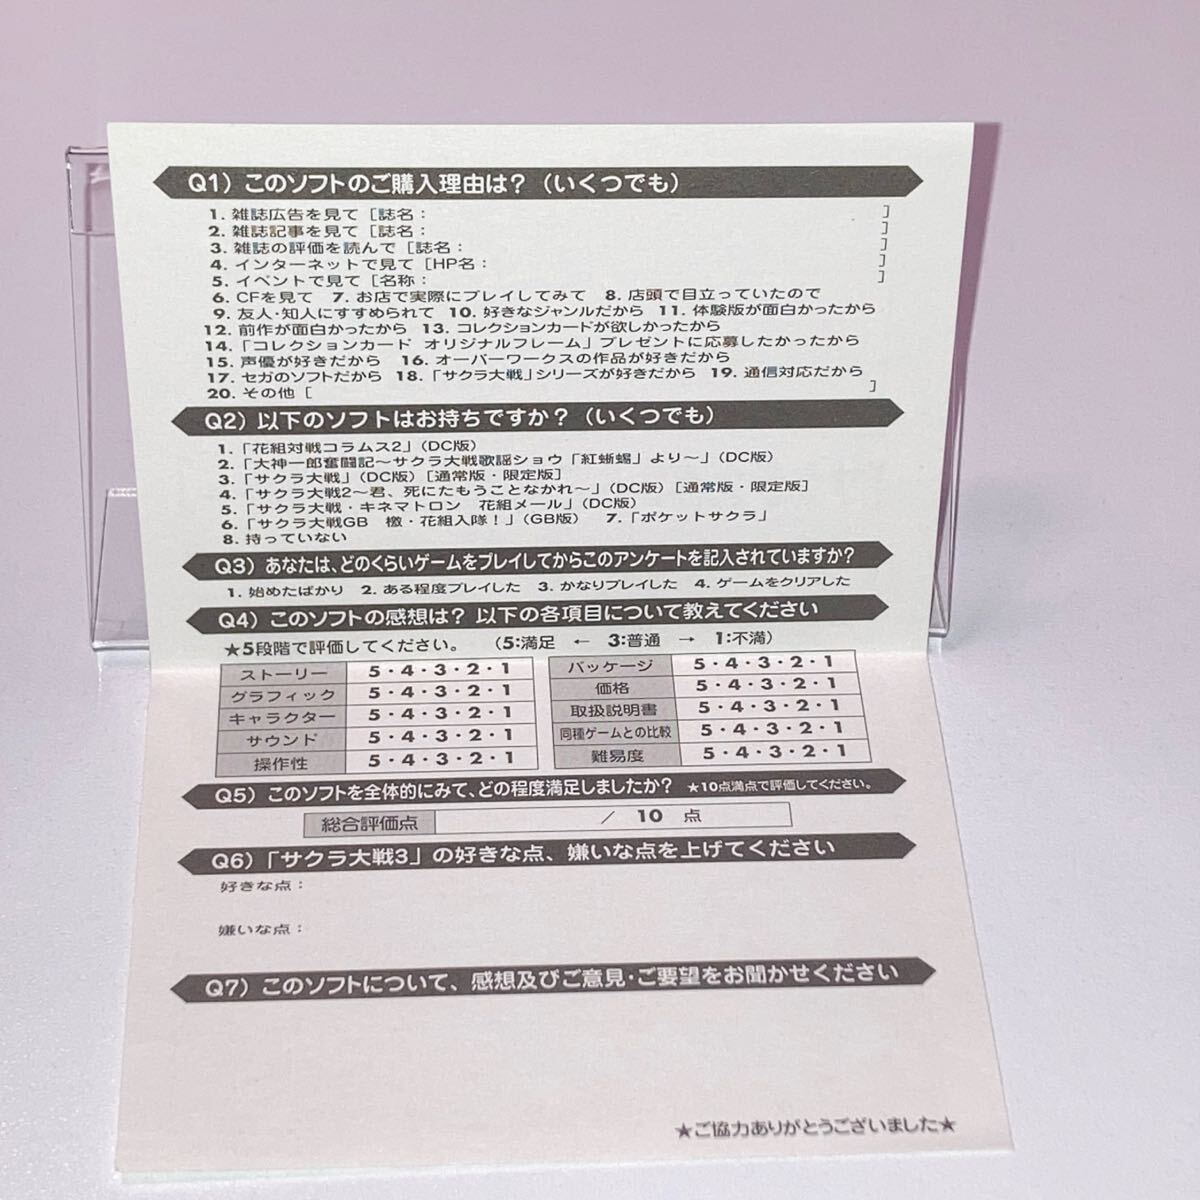 Q1）このソフトのご購入理由は？（いくつでも）
1. 雑誌広告を見て［誌名：　］
2. 雑誌記事を見て［誌名：　］
3. 雑誌の評価を読んで［誌名：　］
4. インターネットで見て［HP名：　］
5. イベントで見て［名称：　］
6. CFを見て　7. お店で実際にプレイしてみて　8. 店頭で目立っていたので
9. 友人・知人にすすめられて　10. 好きなジャンルだから　11. 体験版が面白かったから
12. 前作が面白かったから　13. コレクションカードが欲しかったから
14.「コレクションカード オリジナルフレーム」プレゼントに応募したかったから
15. 声優が好きだから　16. オーバーワークスの作品が好きだから
17. セガのソフトだから　18.「サクラ大戦」シリーズが好きだから　19. 通信対応だから
20. その他［　］
Q2）以下のソフトはお持ちですか？（いくつでも）
1.「花組対戦コラムス2」（DC版）
2.「大神一郎奮闘記～サクラ大戦歌謡ショウ「紅蜥蜴」より～」（DC版）
3.「サクラ大戦」（DC版）［通常版・限定版］
4.「サクラ大戦2～君、死にたもうことなかれ～」（DC版）［通常版・限定版］
5.「サクラ大戦・キネマトロン　花組メール」（DC版）
6.「サクラ大戦GB　檄・花組入隊！」（GB版）　7.「ポケットサクラ」
8. 持っていない
Q3）あなたは、どのくらいゲームをプレイしてからこのアンケートを記入されていますか？
1. 始めたばかり　2. ある程度プレイした　3. かなりプレイした　4. ゲームをクリアした
Q4）このソフトの感想は？ 以下の各項目について教えてください
★5段階で評価してください。（5:満足　←　3:普通　→　1:不満）
ストーリー　5・4・3・2・1
グラフィック　5・4・3・2・1
キャラクター　5・4・3・2・1
サウンド　5・4・3・2・1
操作性　5・4・3・2・1
パッケージ　5・4・3・2・1
価格　5・4・3・2・1
取扱説明書　5・4・3・2・1
同種ゲームとの比較　5・4・3・2・1
難易度　5・4・3・2・1
Q5）このソフトを全体的にみて、どの程度満足しましたか？ ★10点満点で評価してください。
総合評価点　／ 10 点
Q6）「サクラ大戦3」の好きな点、嫌いな点を上げてください
好きな点：
嫌いな点：
Q7）このソフトについて、感想及びご意見・ご要望をお聞かせください
★ご協力ありがとうございました★